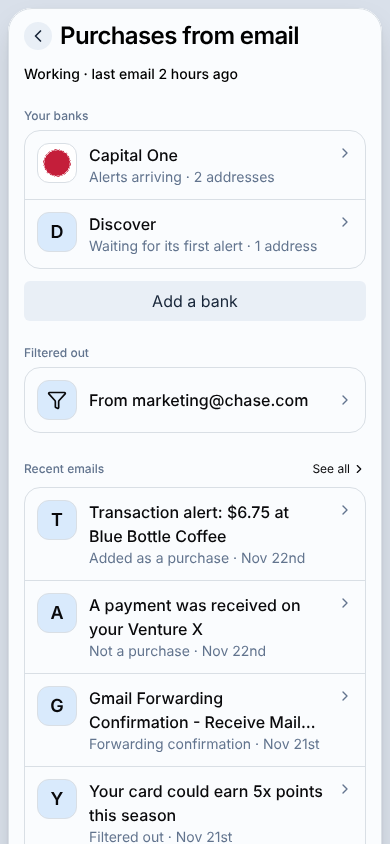 Purchases from email
Working · last email 2 hours ago
Your banks
Capital One
Alerts arriving · 2 addresses
D
Discover
Waiting for its first alert · 1 address
Add a bank
Filtered out
From marketing@chase.com
Recent emails
See all
T
Transaction alert: $6.75 at
Blue Bottle Coffee
Added as a purchase · Nov 22nd
A
A payment was received on
your Venture X
Not a purchase · Nov 22nd
G
Gmail Forwarding
Confirmation - Receive Mail...
Forwarding confirmation · Nov 21st
Y
Your card could earn 5x points
this season
Filtered out · Nov 21st